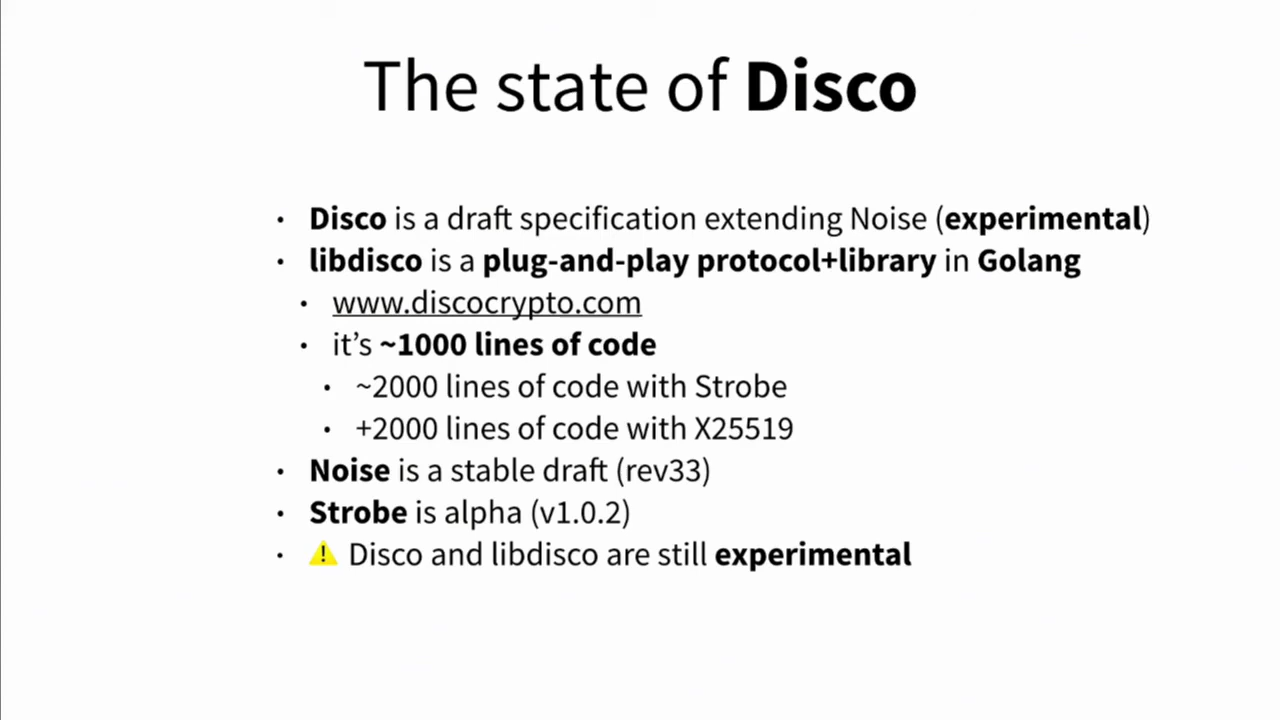 The state of Disco
• Disco is a draft specification extending Noise (experimental)
• libdisco is a plug-and-play protocol+library in Golang
• www.discocrypto.com
• it’s ~1000 lines of code
• ~2000 lines of code with Strobe
• +2000 lines of code with X25519
• Noise is a stable draft (rev33)
• Strobe is alpha (v1.0.2)
• ⚠ Disco and libdisco are still experimental